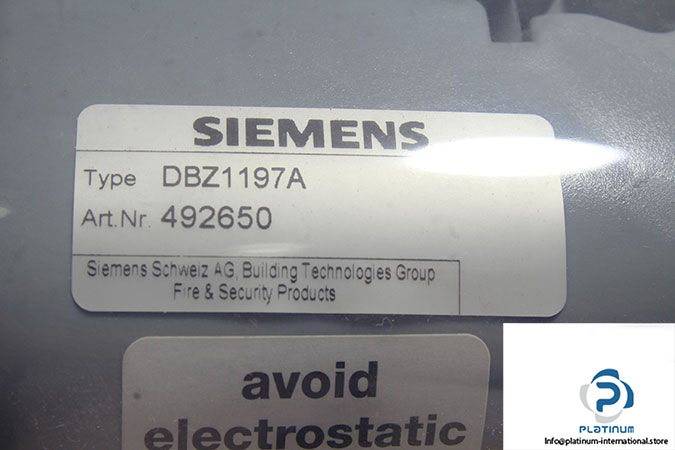 SIEMENS
Type DBZ1197A
Art.Nr. 492650
Siemens Schweiz AG, Building Technologies Group
Fire & Security Products
avoid
electrostatic
PLATINUM
Info@platinum-international.store